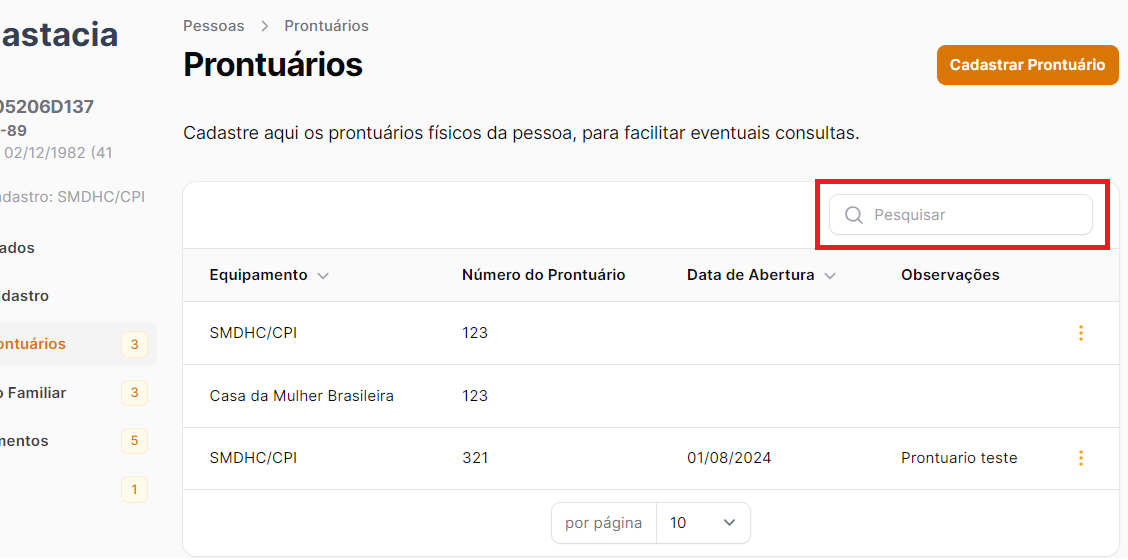 astacia
05206D137
-89
02/12/1982 (41
dastro: SMDHC/CPI
ados
dastro
ontuários 3
o Familiar 3
mentos 5
1
Pessoas > Prontuários
Prontuários
Cadastrar Prontuário
Cadastre aqui os prontuários físicos da pessoa, para facilitar eventuais consultas.
Pesquisar
Equipamento Número do Prontuário Data de Abertura Observações
SMDHC/CPI 123
Casa da Mulher Brasileira 123
SMDHC/CPI 321 01/08/2024 Prontuario teste
por página 10